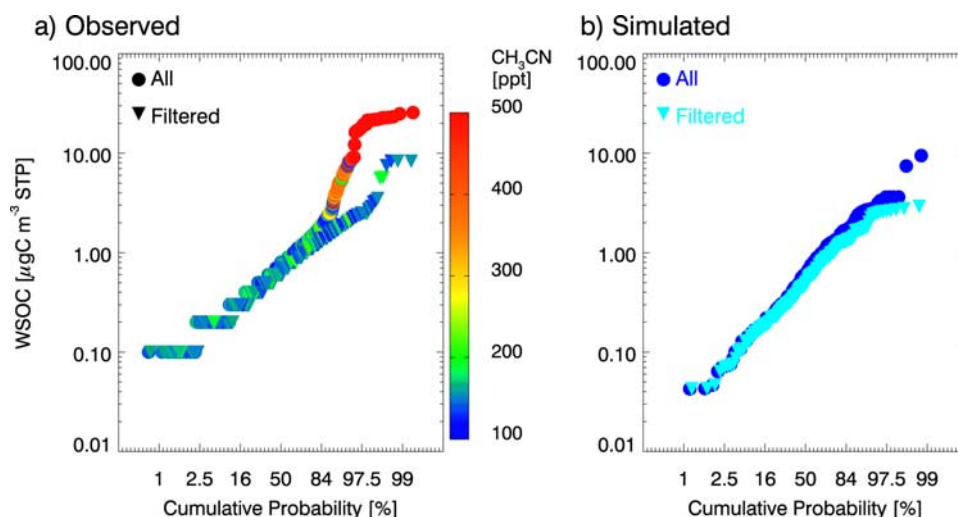 a) Observed
WSOC [µgC m⁻³ STP]
100.00
10.00
1.00
0.10
0.01
All
Filtered
1 2.5 16 50 84 97.5 99
Cumulative Probability [%]
CH₃CN
[ppt]
500
400
300
200
100
b) Simulated
100.00
10.00
1.00
0.10
0.01
All
Filtered
1 2.5 16 50 84 97.5 99
Cumulative Probability [%]